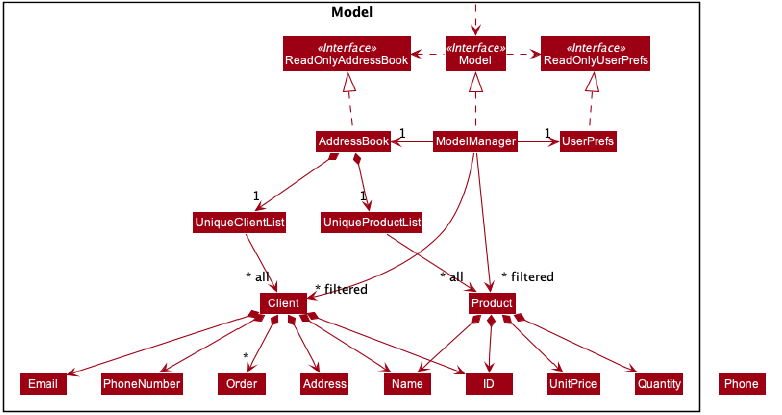 Model
«Interface»
ReadOnlyAddressBook
«Interface»
Model
«Interface»
ReadOnlyUserPrefs
AddressBook
1
ModelManager
1
UserPrefs
1
1
UniqueClientList
UniqueProductList
* all
* filtered
* all
* filtered
Client
Product
*
Email
PhoneNumber
Order
Address
Name
ID
UnitPrice
Quantity
Phone